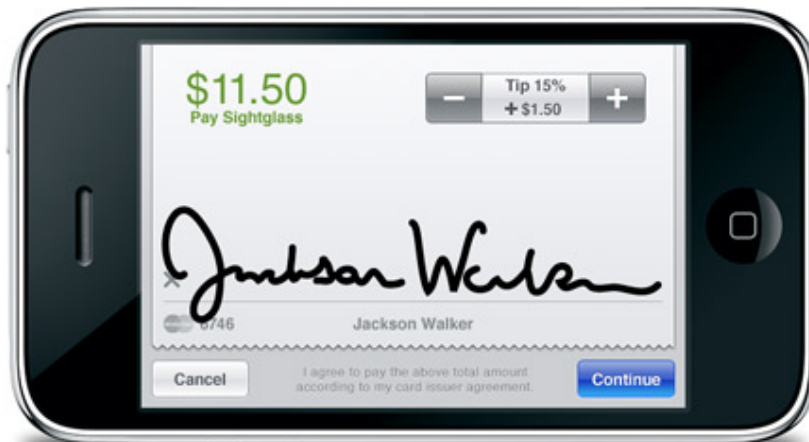 $11.50
Pay Sightglass
− Tip 15% +
+ $1.50
Jackson Walker
× 
6746 Jackson Walker
Cancel
I agree to pay the above total amount
according to my card issuer agreement.
Continue